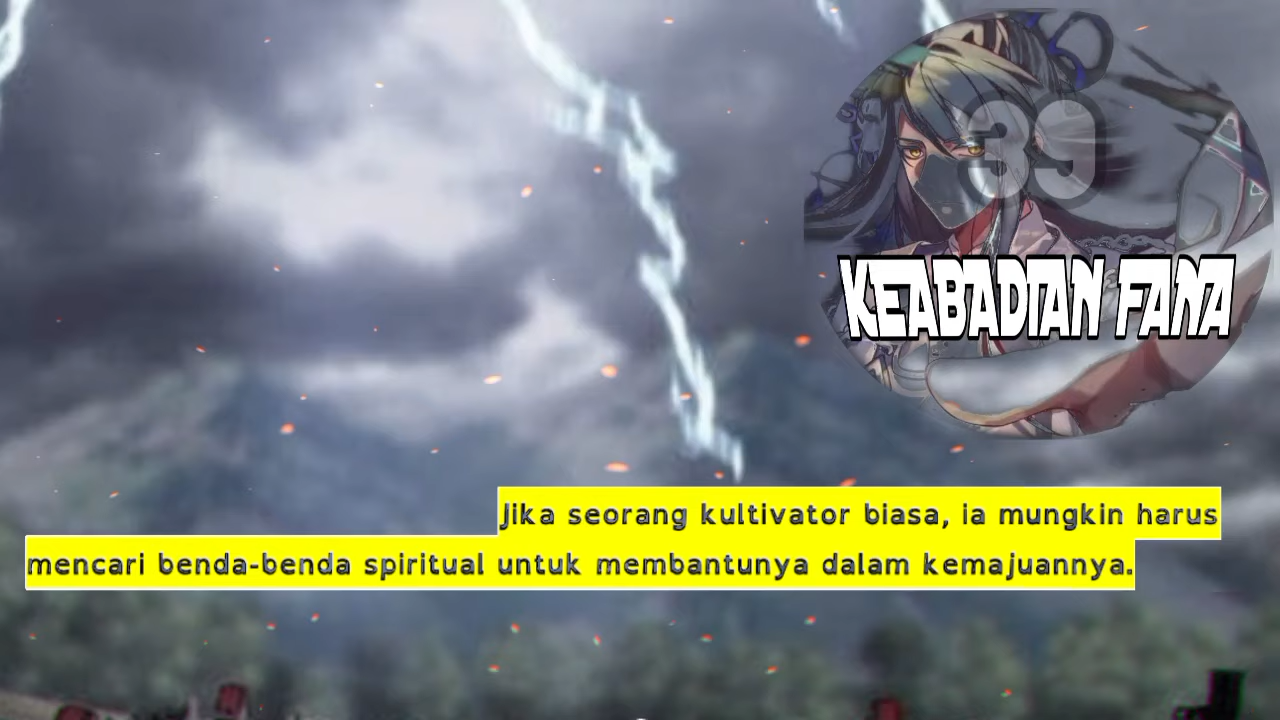 39
KEABADIAN FANA
Jika seorang kultivator biasa, ia mungkin harus
mencari benda-benda spiritual untuk membantunya dalam kemajuannya.